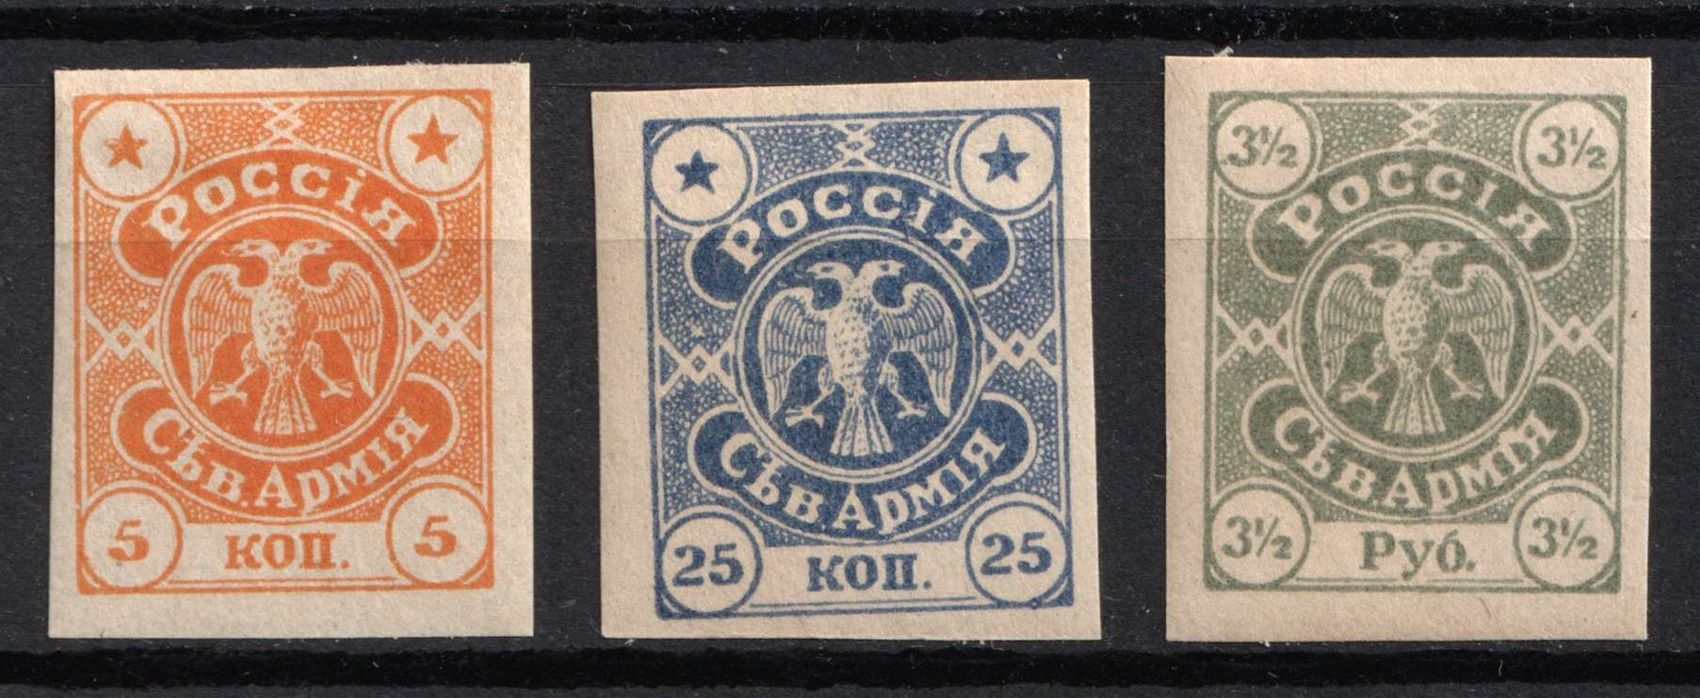 РОССІЯ
СѢВ.АРМІЯ
5 КОП. 5
РОССІЯ
СѢВ.АРМІЯ
25 КОП. 25
3½ 3½
РОССІЯ
СѢВ.АРМІЯ
3½ Руб. 3½